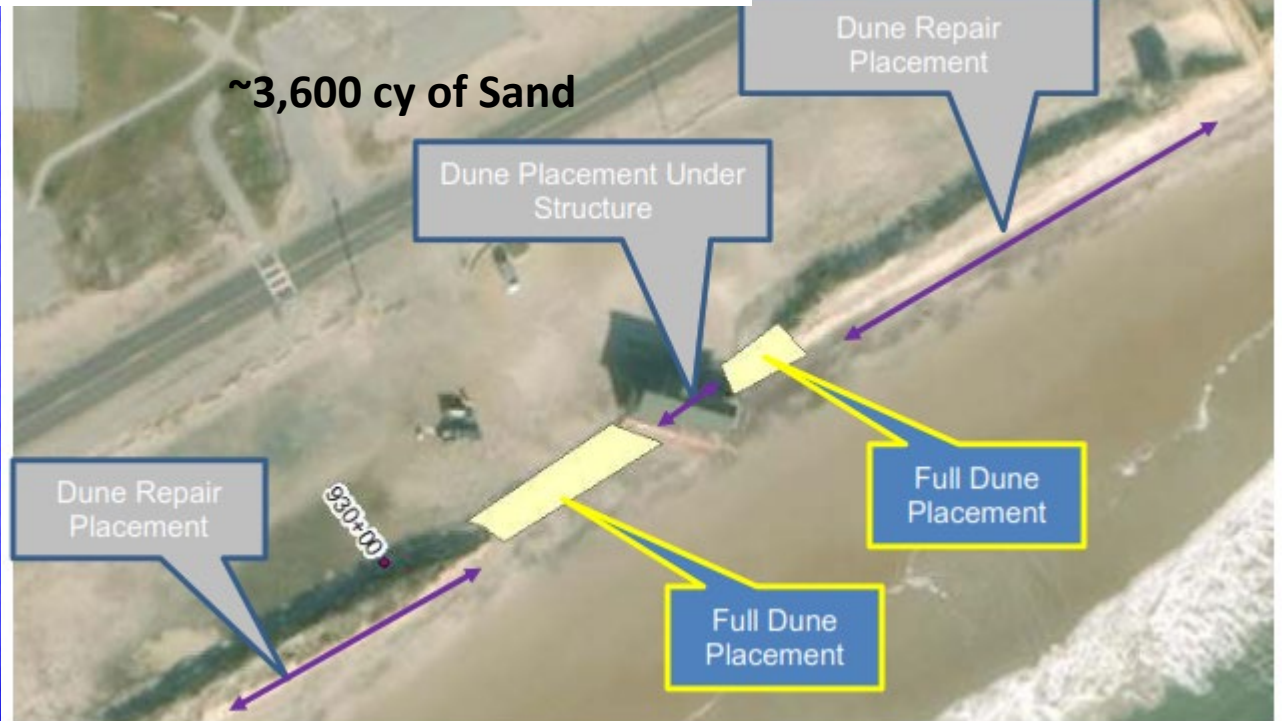 Dune Repair
Placement
~3,600 cy of Sand
Dune Placement Under
Structure
Dune Repair
Placement
930+00
Full Dune
Placement
Full Dune
Placement